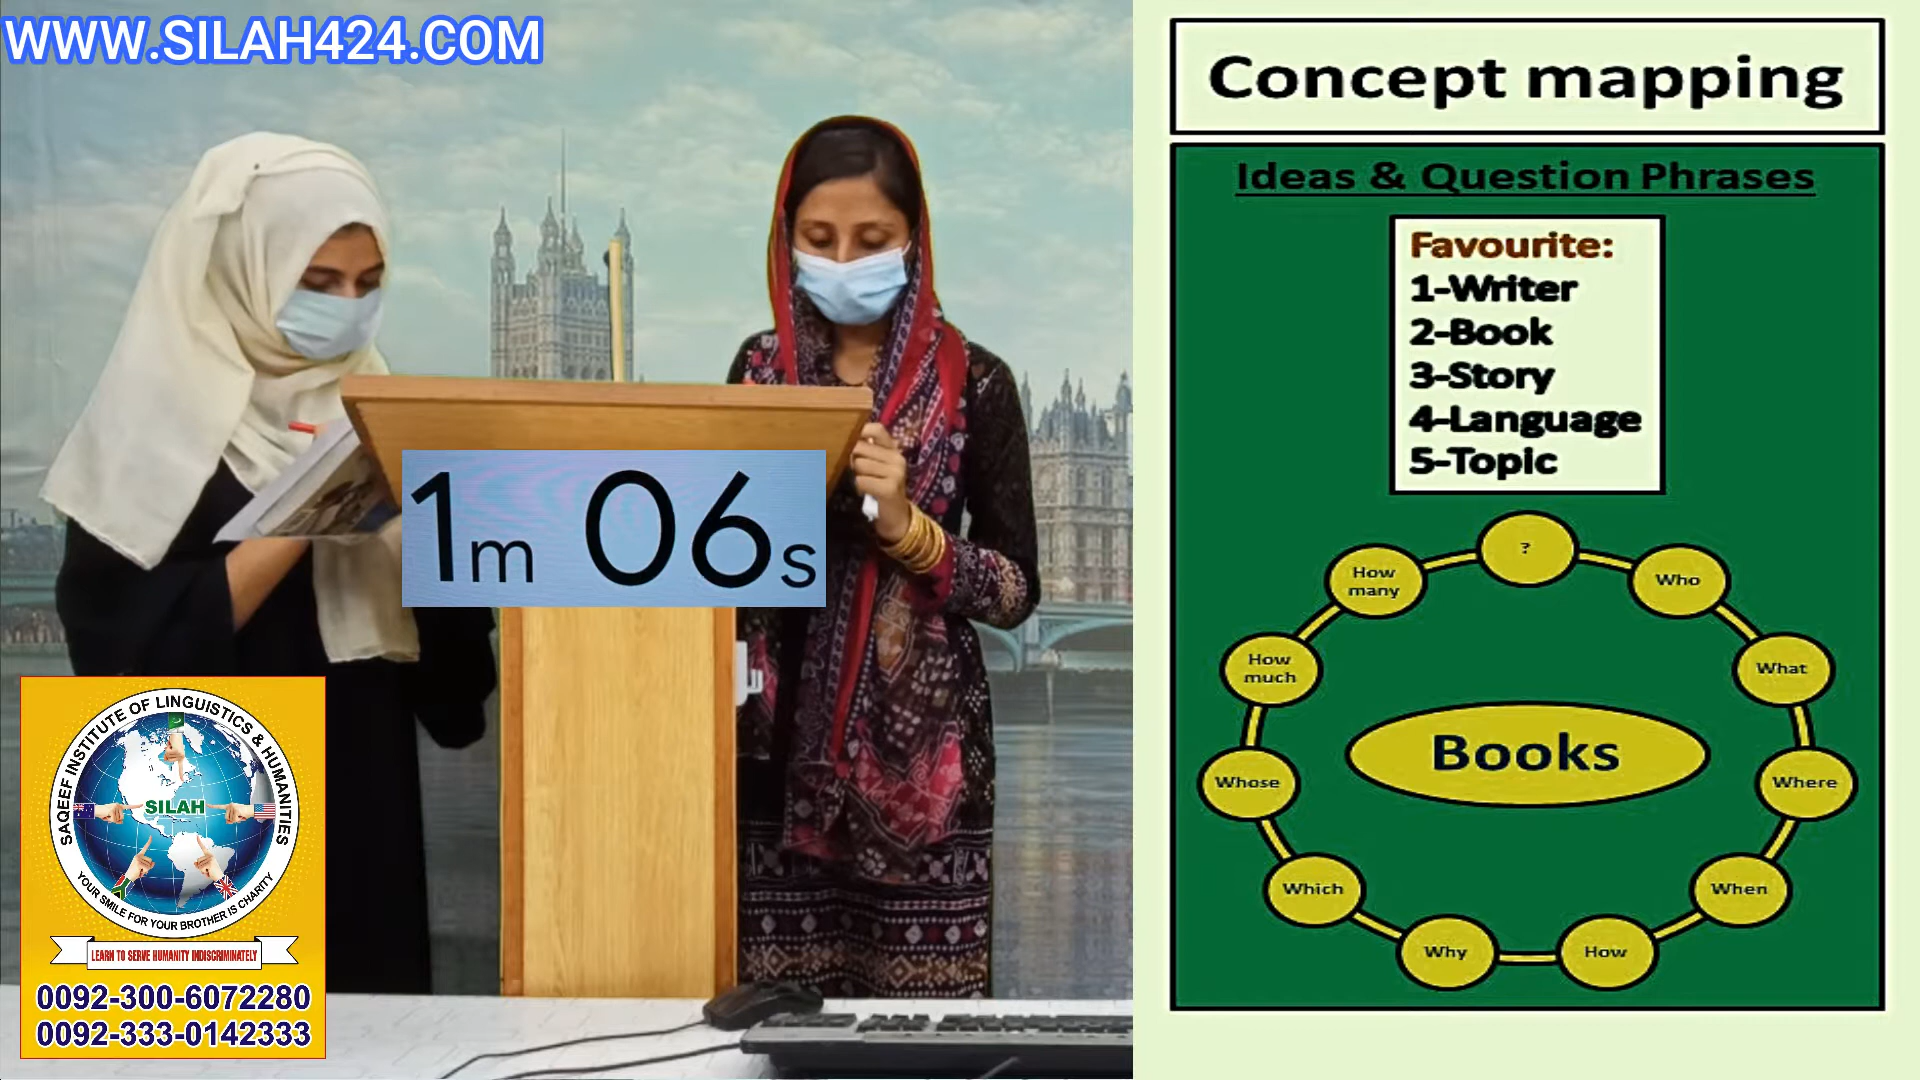 WWW.SILAH424.COM
1m 06s
SAQEEF INSTITUTE OF LINGUISTICS & HUMANITIES
SILAH
YOUR SMILE FOR YOUR BROTHER IS CHARITY
LEARN TO SERVE HUMANITY INDISCRIMINATELY
0092-300-6072280
0092-333-0142333
Concept mapping
Ideas & Question Phrases
Favourite:
1-Writer
2-Book
3-Story
4-Language
5-Topic
?
Who
What
Where
When
How
Why
Which
Whose
How
much
How
many
Books